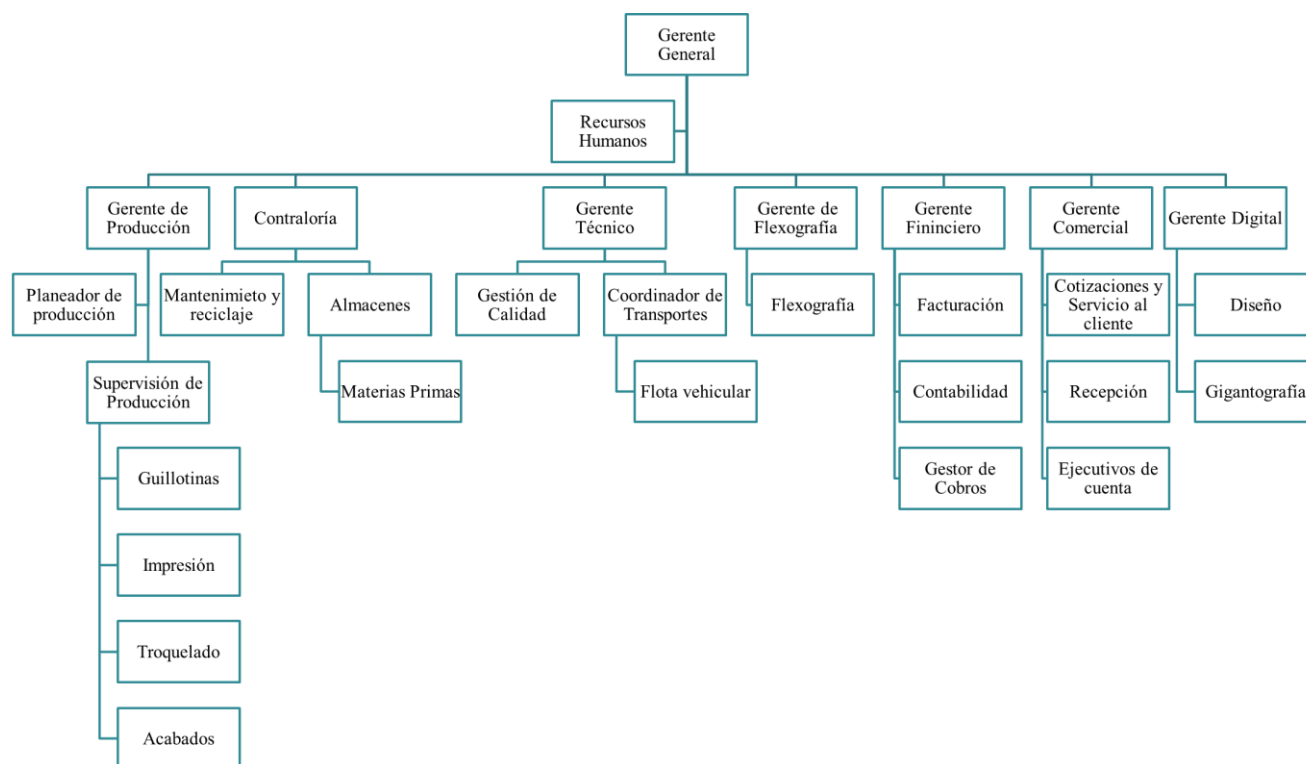 Gerente
General
Recursos
Humanos
Gerente de
Producción
Contraloría
Gerente
Técnico
Gerente de
Flexografía
Gerente
Fininciero
Gerente
Comercial
Gerente Digital
Planeador de
producción
Mantenimieto y
reciclaje
Almacenes
Gestión de
Calidad
Coordinador de
Transportes
Flexografía
Facturación
Cotizaciones y
Servicio al
cliente
Diseño
Supervisión de
Producción
Materias Primas
Flota vehicular
Contabilidad
Recepción
Gigantografía
Guillotinas
Gestor de
Cobros
Ejecutivos de
cuenta
Impresión
Troquelado
Acabados